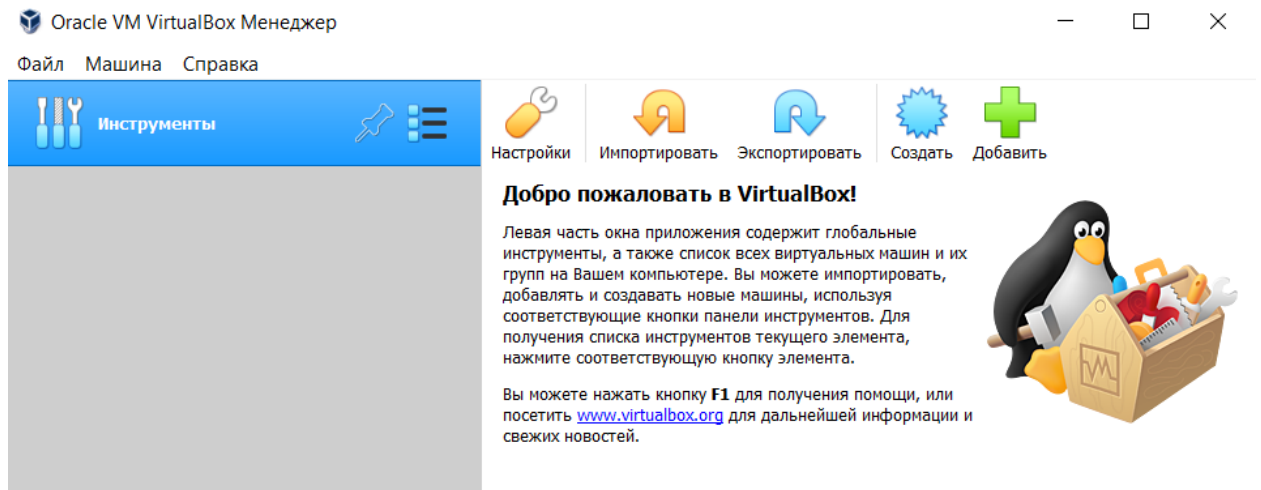 Oracle VM VirtualBox Менеджер
Файл Машина Справка
Инструменты
Настройки Импортировать Экспортировать Создать Добавить
Добро пожаловать в VirtualBox!
Левая часть окна приложения содержит глобальные
инструменты, а также список всех виртуальных машин и их
групп на Вашем компьютере. Вы можете импортировать,
добавлять и создавать новые машины, используя
соответствующие кнопки панели инструментов. Для
получения списка инструментов текущего элемента,
нажмите соответствующую кнопку элемента.
Вы можете нажать кнопку F1 для получения помощи, или
посетить www.virtualbox.org для дальнейшей информации и
свежих новостей.